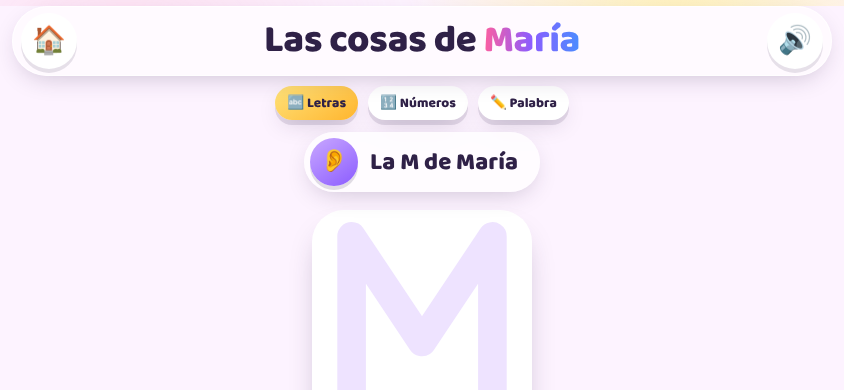 Las cosas de María
Letras
Números
Palabra
La M de María
M